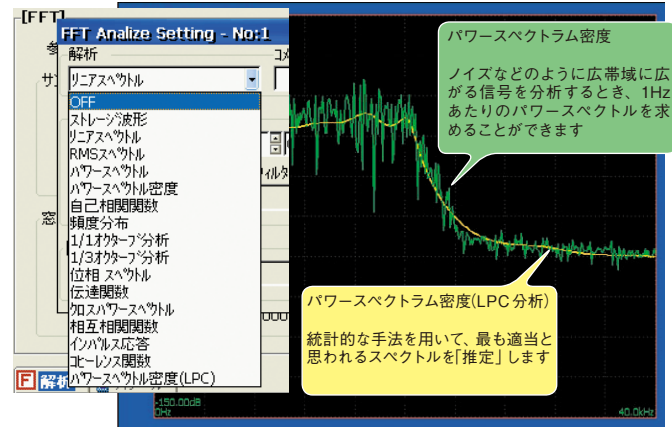 [FFT]
FFT Analize Setting - No:1
解析
リニアスペクトル
OFF
ストレージ波形
リニアスペクトル
RMSスペクトル
パワースペクトル
パワースペクトル密度
自己相関関数
頻度分布
1/1オクターブ分析
1/3オクターブ分析
位相 スペクトル
伝達関数
クロスパワースペクトル
相互相関関数
インパルス応答
コヒーレンス関数
パワースペクトル密度(LPC)
窓
F 解析
パワースペクトラム密度
ノイズなどのように広帯域に広
がる信号を分析するとき、1Hz
あたりのパワースペクトルを求
めることができます
パワースペクトラム密度(LPC分析)
統計的な手法を用いて、最も適当と
思われるスペクトルを「推定」します
-150.00dB
0Hz
40.0kHz